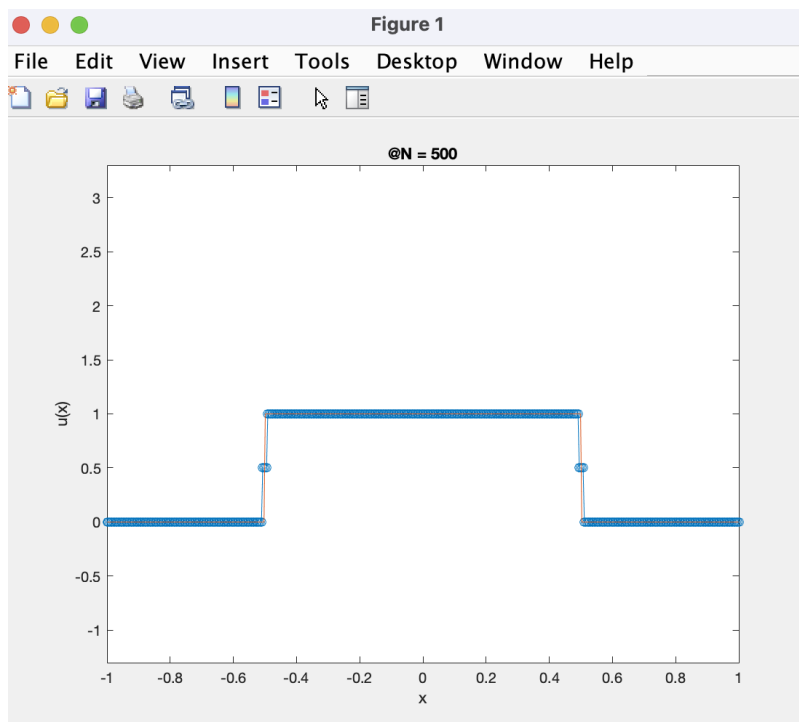 Figure 1
File Edit View Insert Tools Desktop Window Help
@N = 500
3
2.5
2
1.5
1
0.5
0
-0.5
-1
u(x)
-1 -0.8 -0.6 -0.4 -0.2 0 0.2 0.4 0.6 0.8 1
x